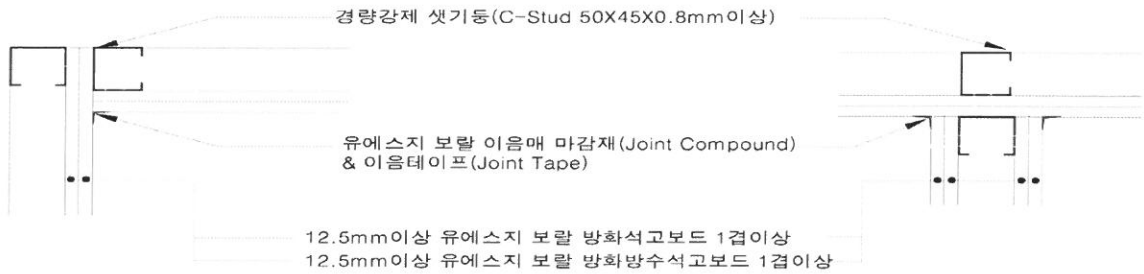 경량강제 샛기둥(C-Stud 50X45X0.8mm이상)
유에스지 보랄 이음매 마감재(Joint Compound)
& 이음테이프(Joint Tape)
12.5mm이상 유에스지 보랄 방화석고보드 1겹이상
12.5mm이상 유에스지 보랄 방화방수석고보드 1겹이상